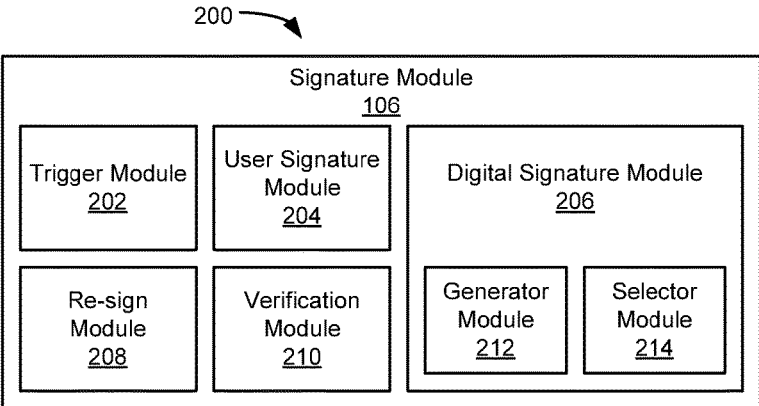 200
Signature Module
106
Trigger Module
202
User Signature
Module
204
Digital Signature Module
206
Re-sign
Module
208
Verification
Module
210
Generator
Module
212
Selector
Module
214